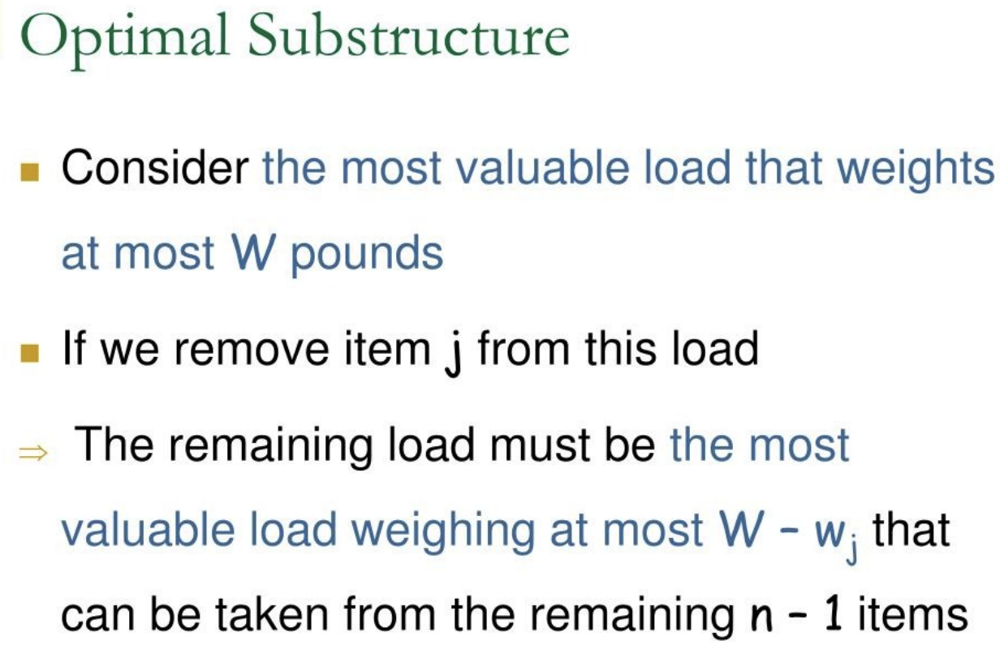 Optimal Substructure
Consider the most valuable load that weights
at most W pounds
If we remove item j from this load
⇒ The remaining load must be the most
valuable load weighing at most W - wj that
can be taken from the remaining n - 1 items